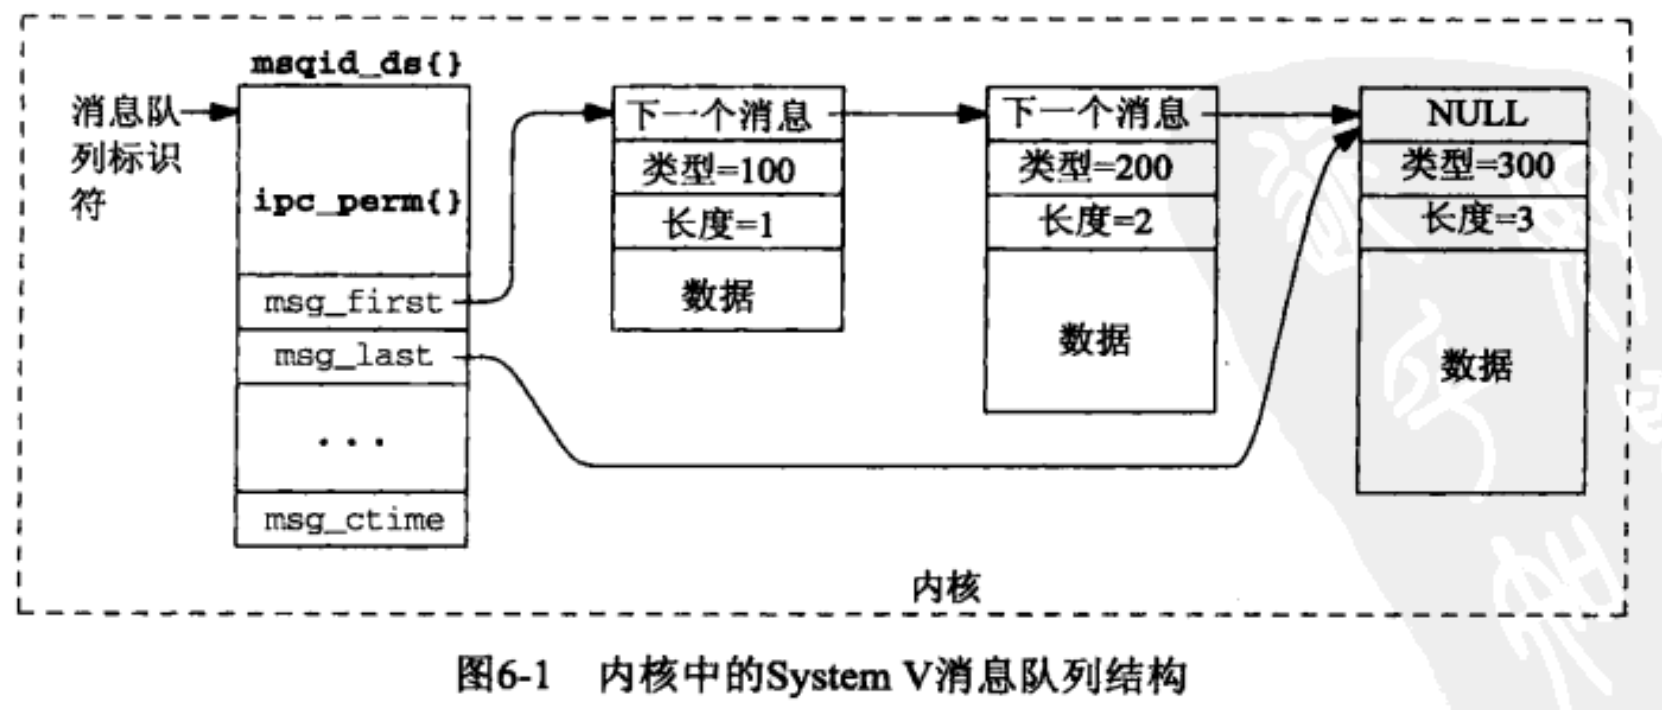 msqid_ds{}
消息队
列标识
符
ipc_perm{}
msg_first
msg_last
...
msg_ctime
下一个消息
类型=100
长度=1
数据
下一个消息
类型=200
长度=2
数据
NULL
类型=300
长度=3
数据
内核
图6-1 内核中的System V消息队列结构